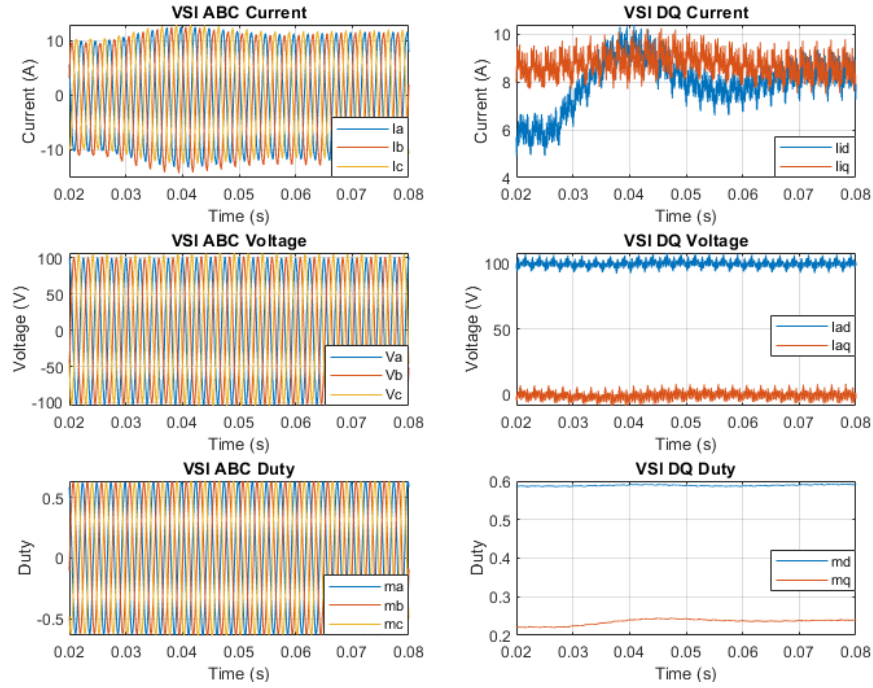 VSI ABC Current
Current (A)
10
0
-10
Ia
Ib
Ic
0.02 0.03 0.04 0.05 0.06 0.07 0.08
Time (s)
VSI DQ Current
Current (A)
10
8
6
4
Iid
Iiq
0.02 0.03 0.04 0.05 0.06 0.07 0.08
Time (s)
VSI ABC Voltage
Voltage (V)
100
50
0
-50
-100
Va
Vb
Vc
0.02 0.03 0.04 0.05 0.06 0.07 0.08
Time (s)
VSI DQ Voltage
Voltage (V)
100
50
0
Iad
Iaq
0.02 0.03 0.04 0.05 0.06 0.07 0.08
Time (s)
VSI ABC Duty
Duty
0.5
0
-0.5
ma
mb
mc
0.02 0.03 0.04 0.05 0.06 0.07 0.08
Time (s)
VSI DQ Duty
Duty
0.6
0.5
0.4
0.3
0.2
md
mq
0.02 0.03 0.04 0.05 0.06 0.07 0.08
Time (s)